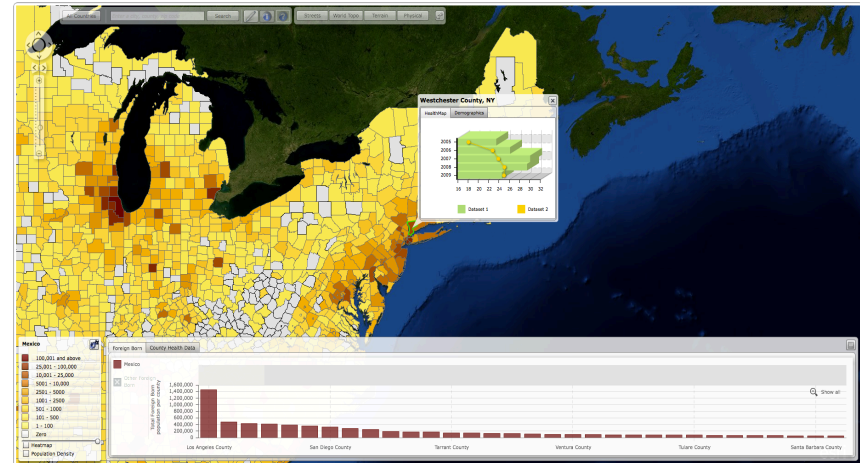 All Countries
Search
Streets
World Topo
Terrain
Physical
Westchester County, NY
HealthMap
Demographics
2005
2006
2007
2008
2009
16 18 20 22 24 26 28 30 32
Dataset 1
Dataset 2
Mexico
100,001 and above
25,001 - 100,000
10,001 - 25,000
5001 - 10,000
2501 - 5000
1001 - 2500
501 - 1000
101 - 500
1 - 100
Zero
Heatmap
Population Density
Foreign Born
County Health Data
Mexico
Other Foreign
Born
Total Foreign Born
population per county
1,600,000
1,400,000
1,200,000
1,000,000
800,000
600,000
400,000
200,000
0
Show all
Los Angeles County
San Diego County
Tarrant County
Ventura County
Tulare County
Santa Barbara County